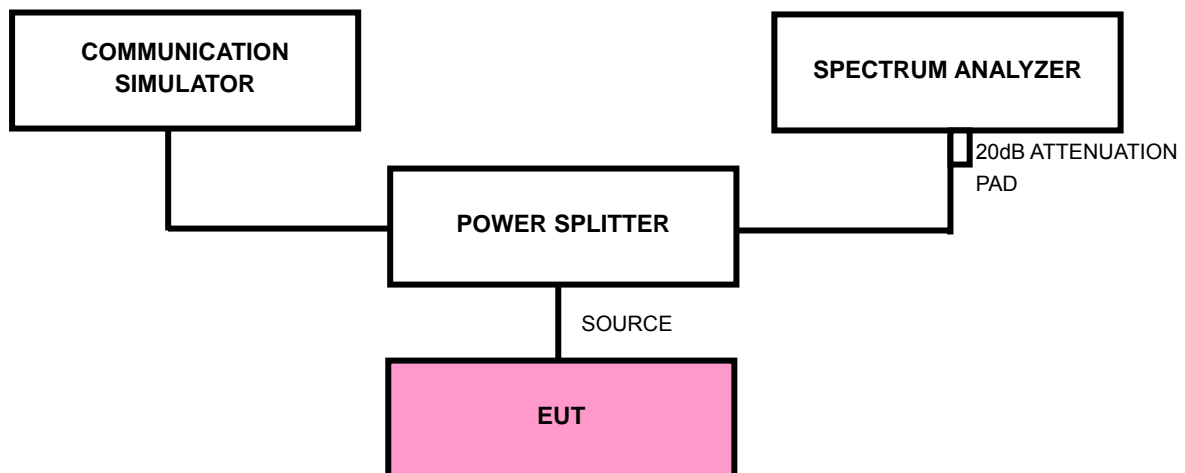 COMMUNICATION
SIMULATOR
SPECTRUM ANALYZER
20dB ATTENUATION
PAD
POWER SPLITTER
SOURCE
EUT